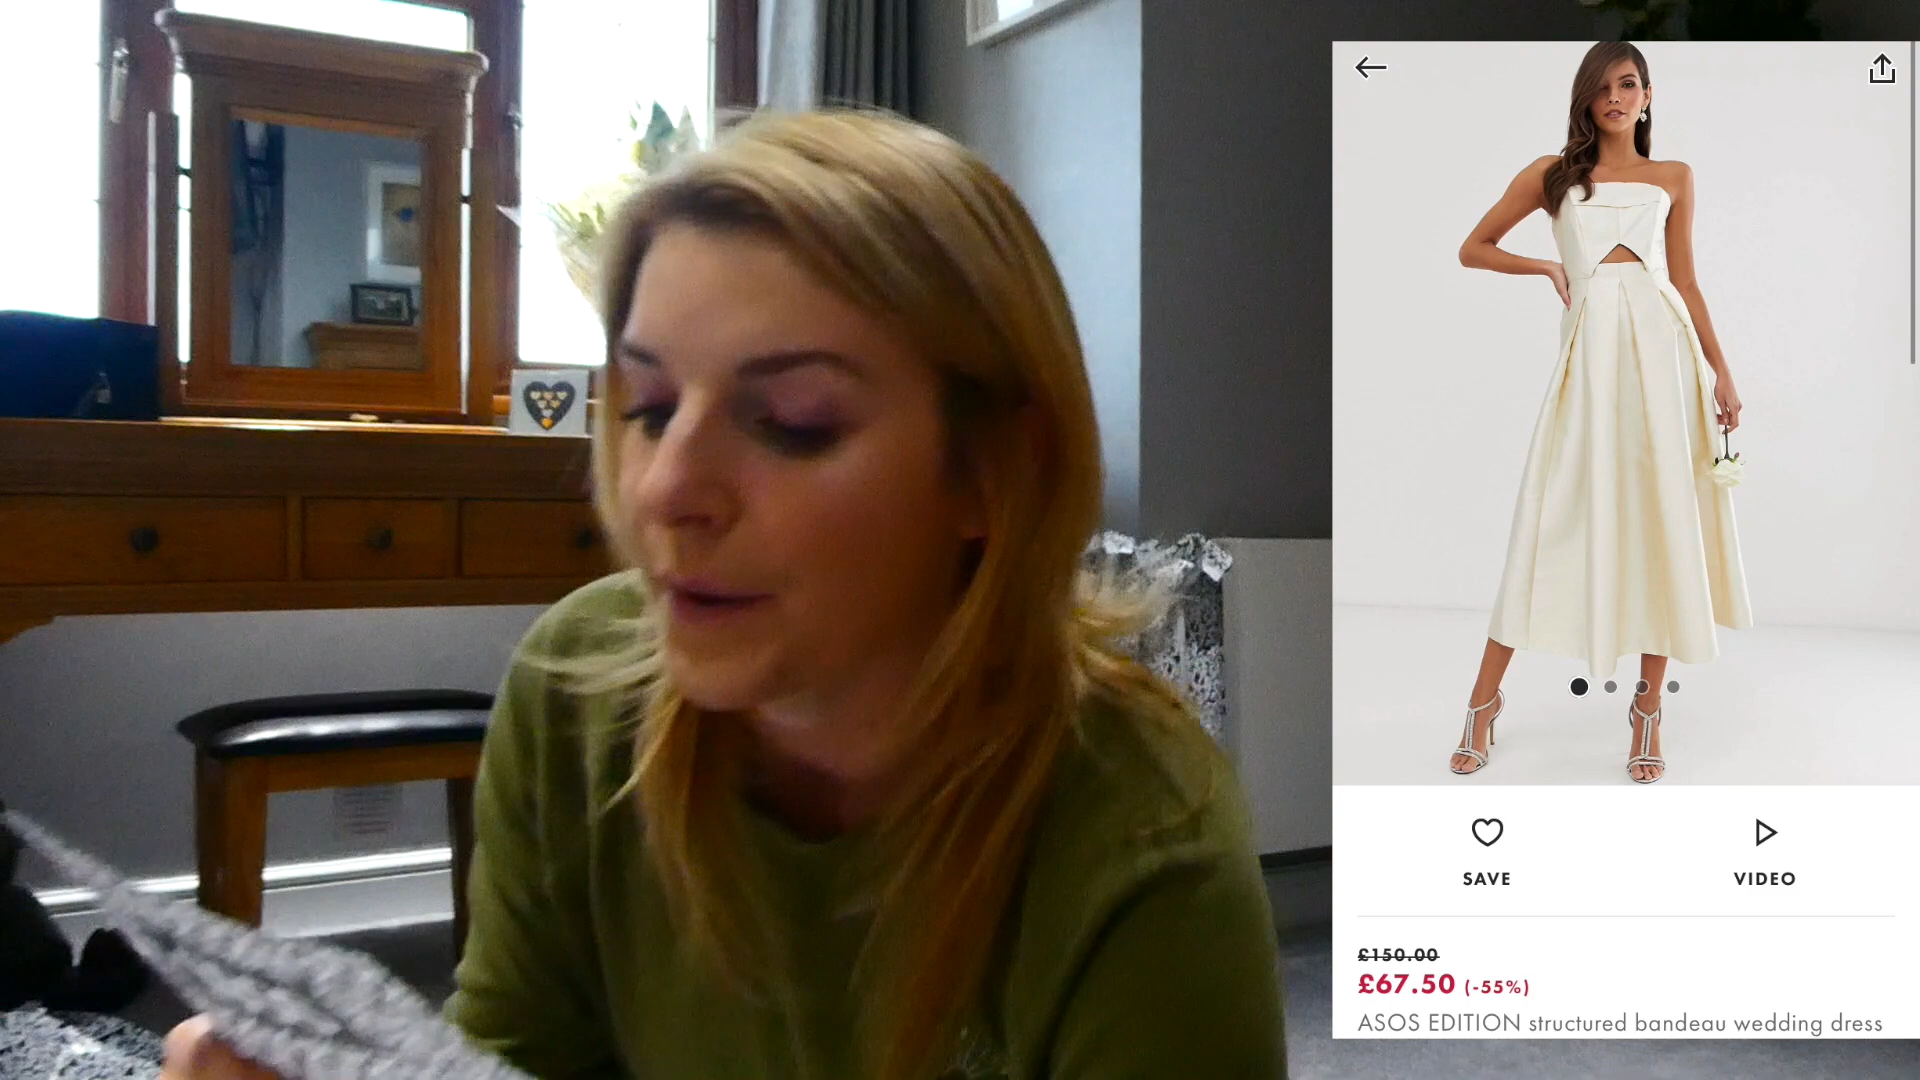 SAVE
VIDEO
£150.00
£67.50 (-55%)
ASOS EDITION structured bandeau wedding dress